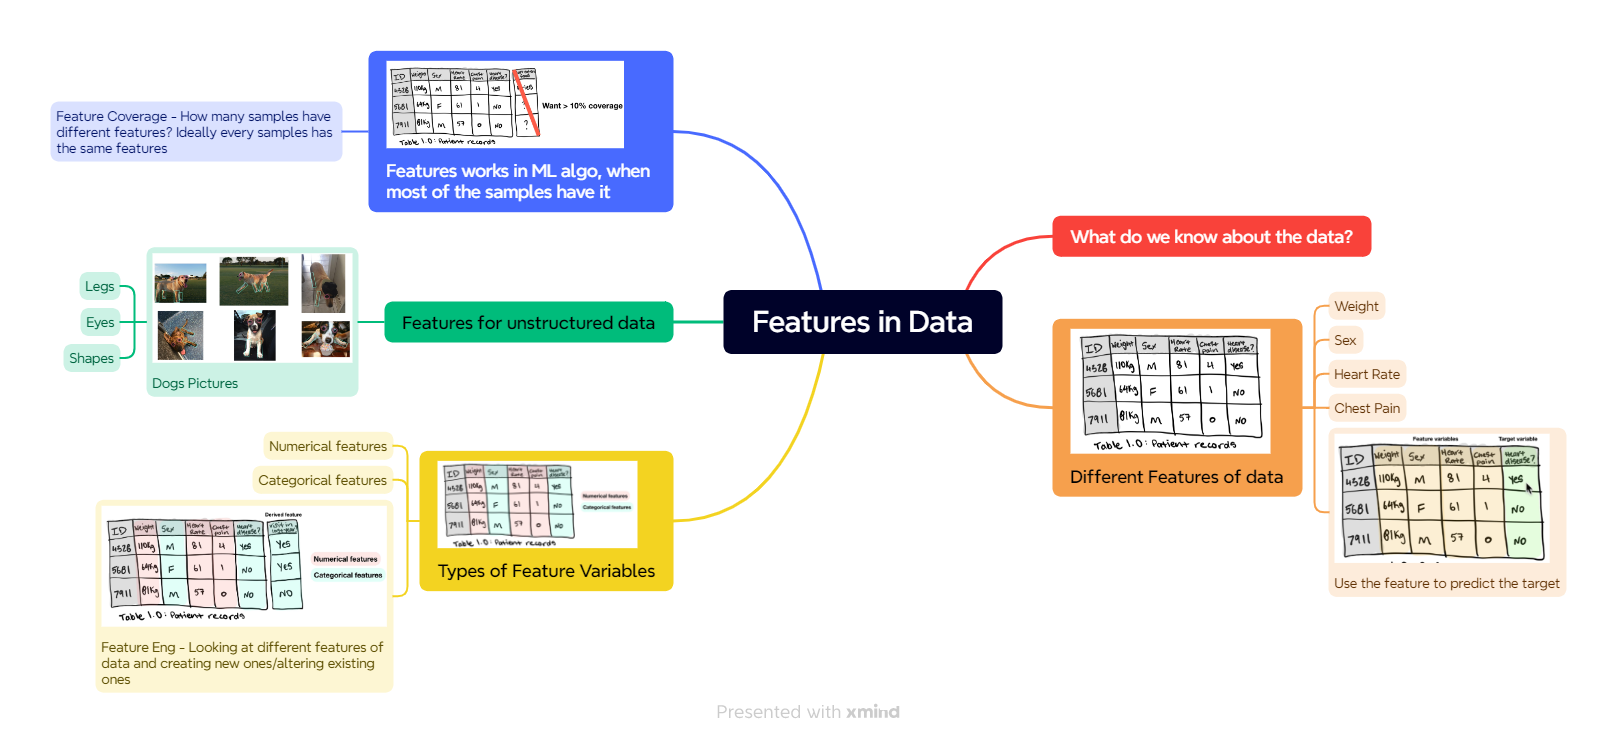 ID Weight Sex Heart Rate Chest pain Heart disease?
4328 110kg M 81 4 Yes
5681 64kg F 61 1 No
7911 81kg M 57 0 No
?
Want > 10% coverage
Table 1.0: Patient records
Features works in ML algo, when
most of the samples have it
Feature Coverage - How many samples have
different features? Ideally every samples has
the same features
What do we know about the data?
Legs
Eyes
Shapes
Dogs Pictures
Features for unstructured data
Features in Data
ID Weight Sex Heart Rate Chest pain Heart disease?
4328 110kg M 81 4 Yes
5681 64kg F 61 1 No
7911 81kg M 57 0 No
Table 1.0: Patient records
Different Features of data
Weight
Sex
Heart Rate
Chest Pain
Feature variables Target variable
ID Weight Sex Heart Rate Chest pain Heart disease?
4328 110kg M 81 4 Yes
5681 64kg F 61 1 No
7911 81kg M 57 0 No
Use the feature to predict the target
Numerical features
Categorical features
Derived feature
ID Weight Sex Heart Rate Chest pain Heart disease? Visit in last year?
4328 110kg M 81 4 Yes Yes
5681 64kg F 61 1 No Yes
7911 81kg M 57 0 No No
Numerical features
Categorical features
Table 1.0: Patient records
Feature Eng - Looking at different features of
data and creating new ones/altering existing
ones
ID Weight Sex Heart Rate Chest pain Heart disease?
4328 110kg M 81 4 Yes
5681 64kg F 61 1 No
7911 81kg M 57 0 No
Numerical features
Categorical features
Table 1.0: Patient records
Types of Feature Variables
Presented with xmind